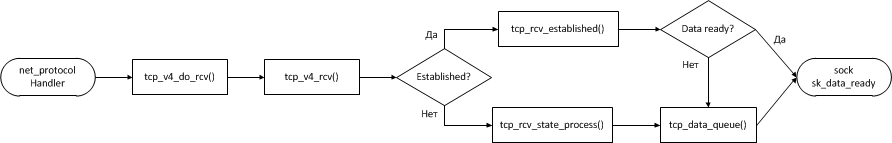 net_protocol
Handler
tcp_v4_do_rcv()
tcp_v4_rcv()
Established?
Да
tcp_rcv_established()
Data ready?
Да
Нет
Нет
tcp_rcv_state_process()
tcp_data_queue()
sock
sk_data_ready